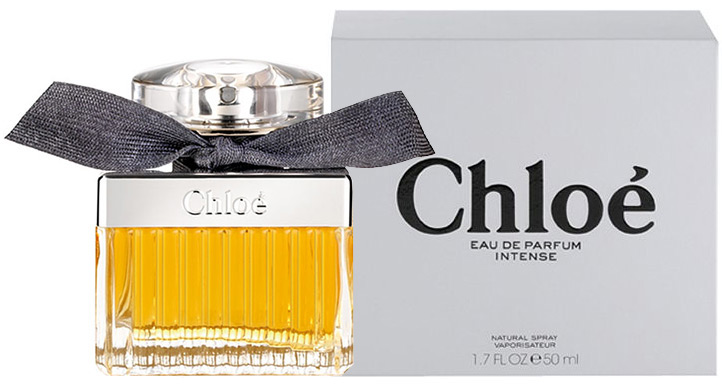 Chloé
Chloé
EAU DE PARFUM
INTENSE
NATURAL SPRAY
VAPORISATEUR
1.7 FL OZ ℮ 50 ml